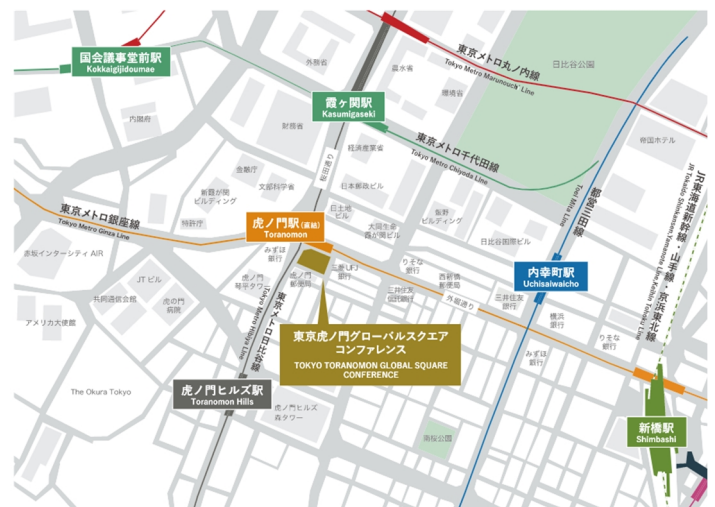 国会議事堂前駅
Kokkaigijidoumae
外務省
農水省
環境省
東京メトロ丸ノ内線
Tokyo Metro Marunouchi Line
日比谷公園
霞ヶ関駅
Kasumigaseki
内閣府
財務省
経済産業省
東京メトロ千代田線
Tokyo Metro Chiyoda Line
帝国ホテル
桜田通り
金融庁
文部科学省
日本郵政ビル
新霞が関
ビルディング
特許庁
東京メトロ銀座線
Tokyo Metro Ginza Line
虎ノ門駅(直結)
Toranomon
巨土地
ビル
大同生命
霞が関ビル
飯野
ビルディング
日比谷国際ビル
都営三田線
Toei Mita Line
JR東海道新幹線・山手線・京浜東北線
JR Tokaido Shinkansen,Yamanote Line,Keihin Tohoku Line
赤坂インターシティ AIR
みずほ
銀行
虎ノ門
郵便局
三菱UFJ
銀行
りそな
銀行
内幸町駅
Uchisaiwaicho
JT ビル
共同通信会館
虎の門
病院
虎ノ門
琴平タワー
東京メトロ日比谷線
Tokyo Metro Hibiya Line
三井住友
信託銀行
西新橋
郵便局
外堀通り
三井住友
銀行
横浜
銀行
アメリカ大使館
東京虎ノ門グローバルスクエア
コンファレンス
TOKYO TORANOMON GLOBAL SQUARE
CONFERENCE
みずほ
銀行
りそな
銀行
The Okura Tokyo
虎ノ門ヒルズ駅
Toranomon Hills
虎ノ門ヒルズ
森タワー
南桜公園
新橋駅
Shimbashi